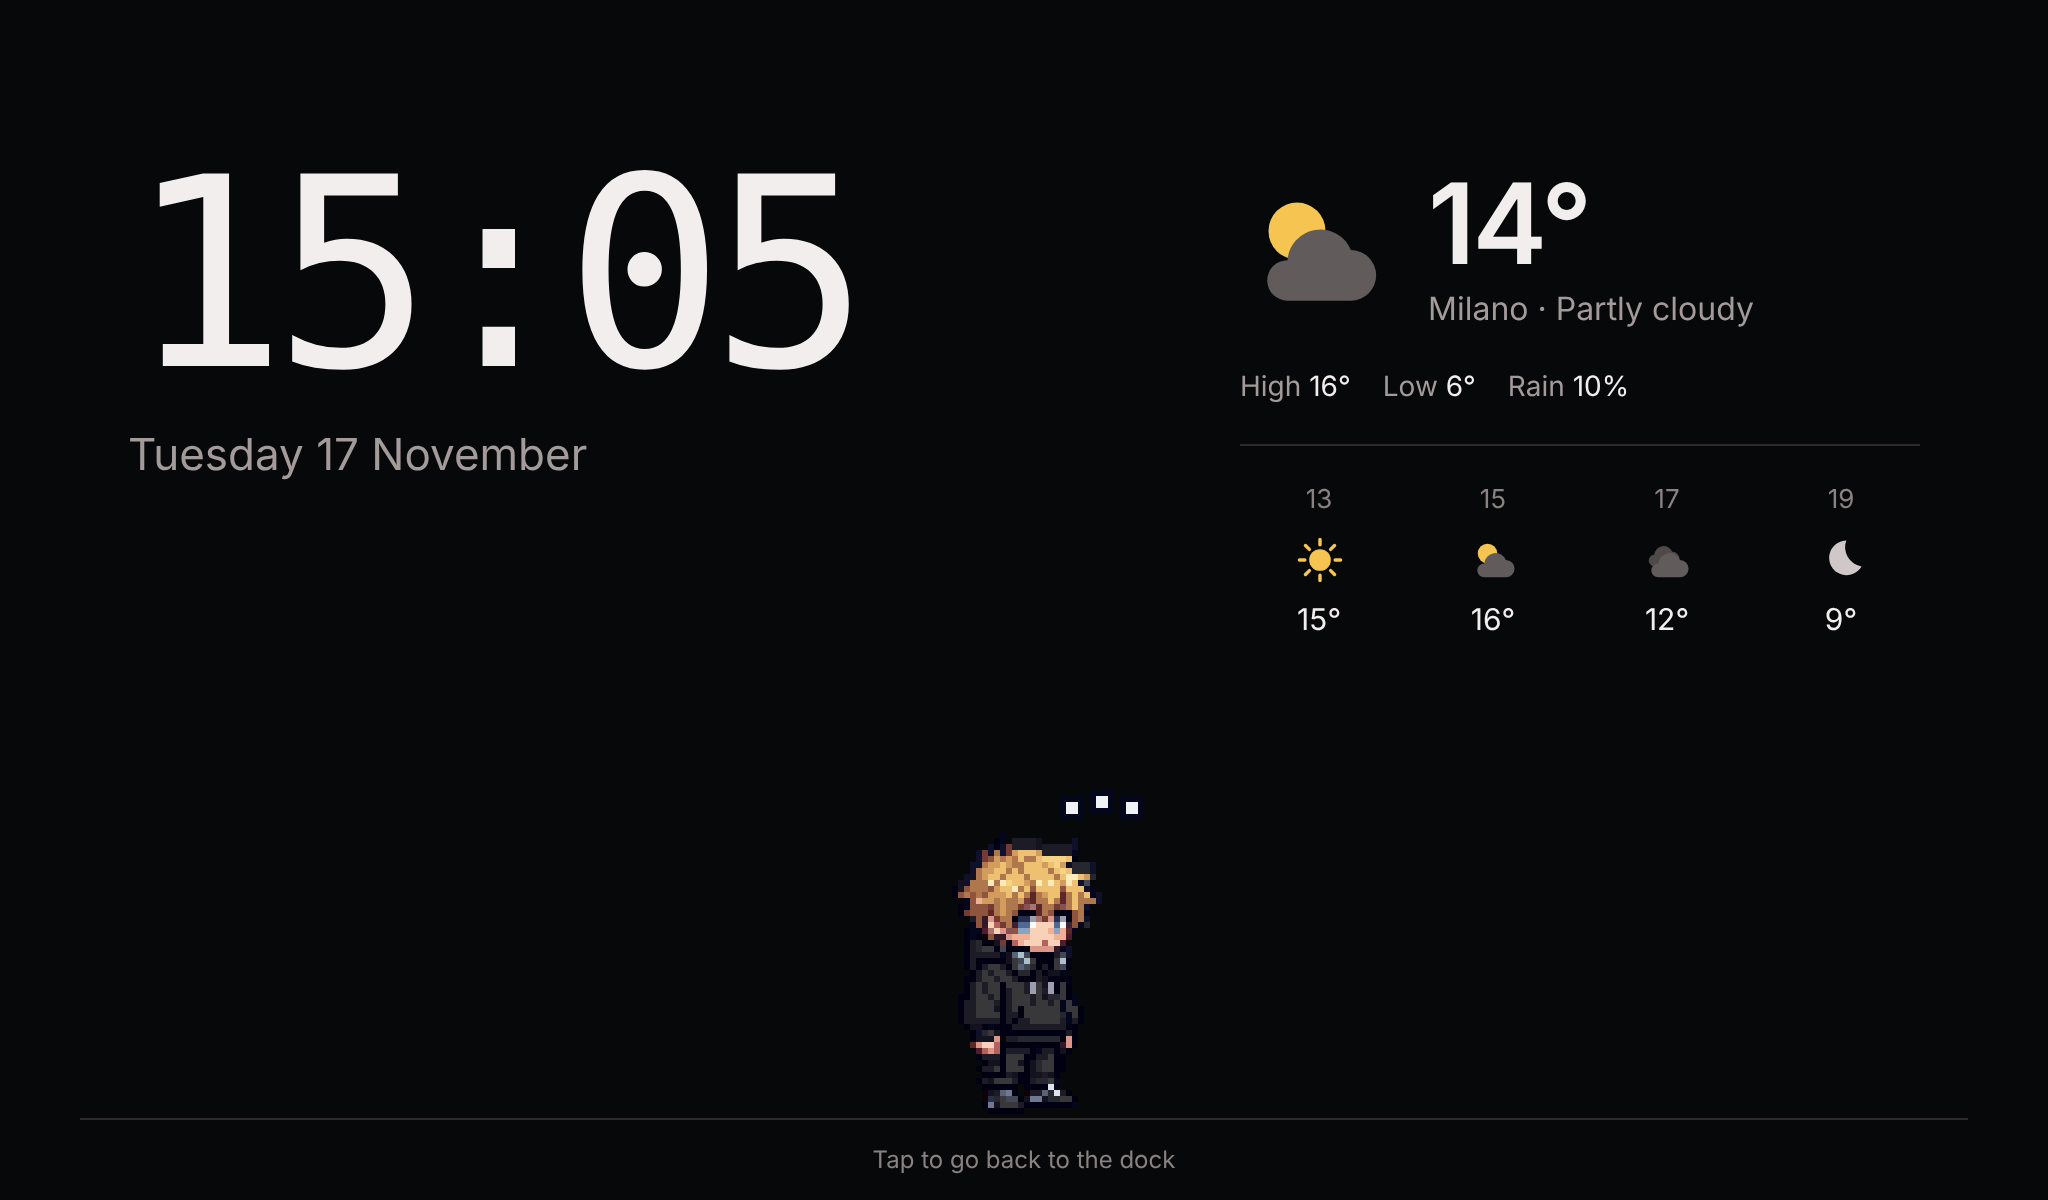 15:05
Tuesday 17 November
14°
Milano · Partly cloudy
High 16° Low 6° Rain 10%
13 15 17 19
15° 16° 12° 9°
Tap to go back to the dock